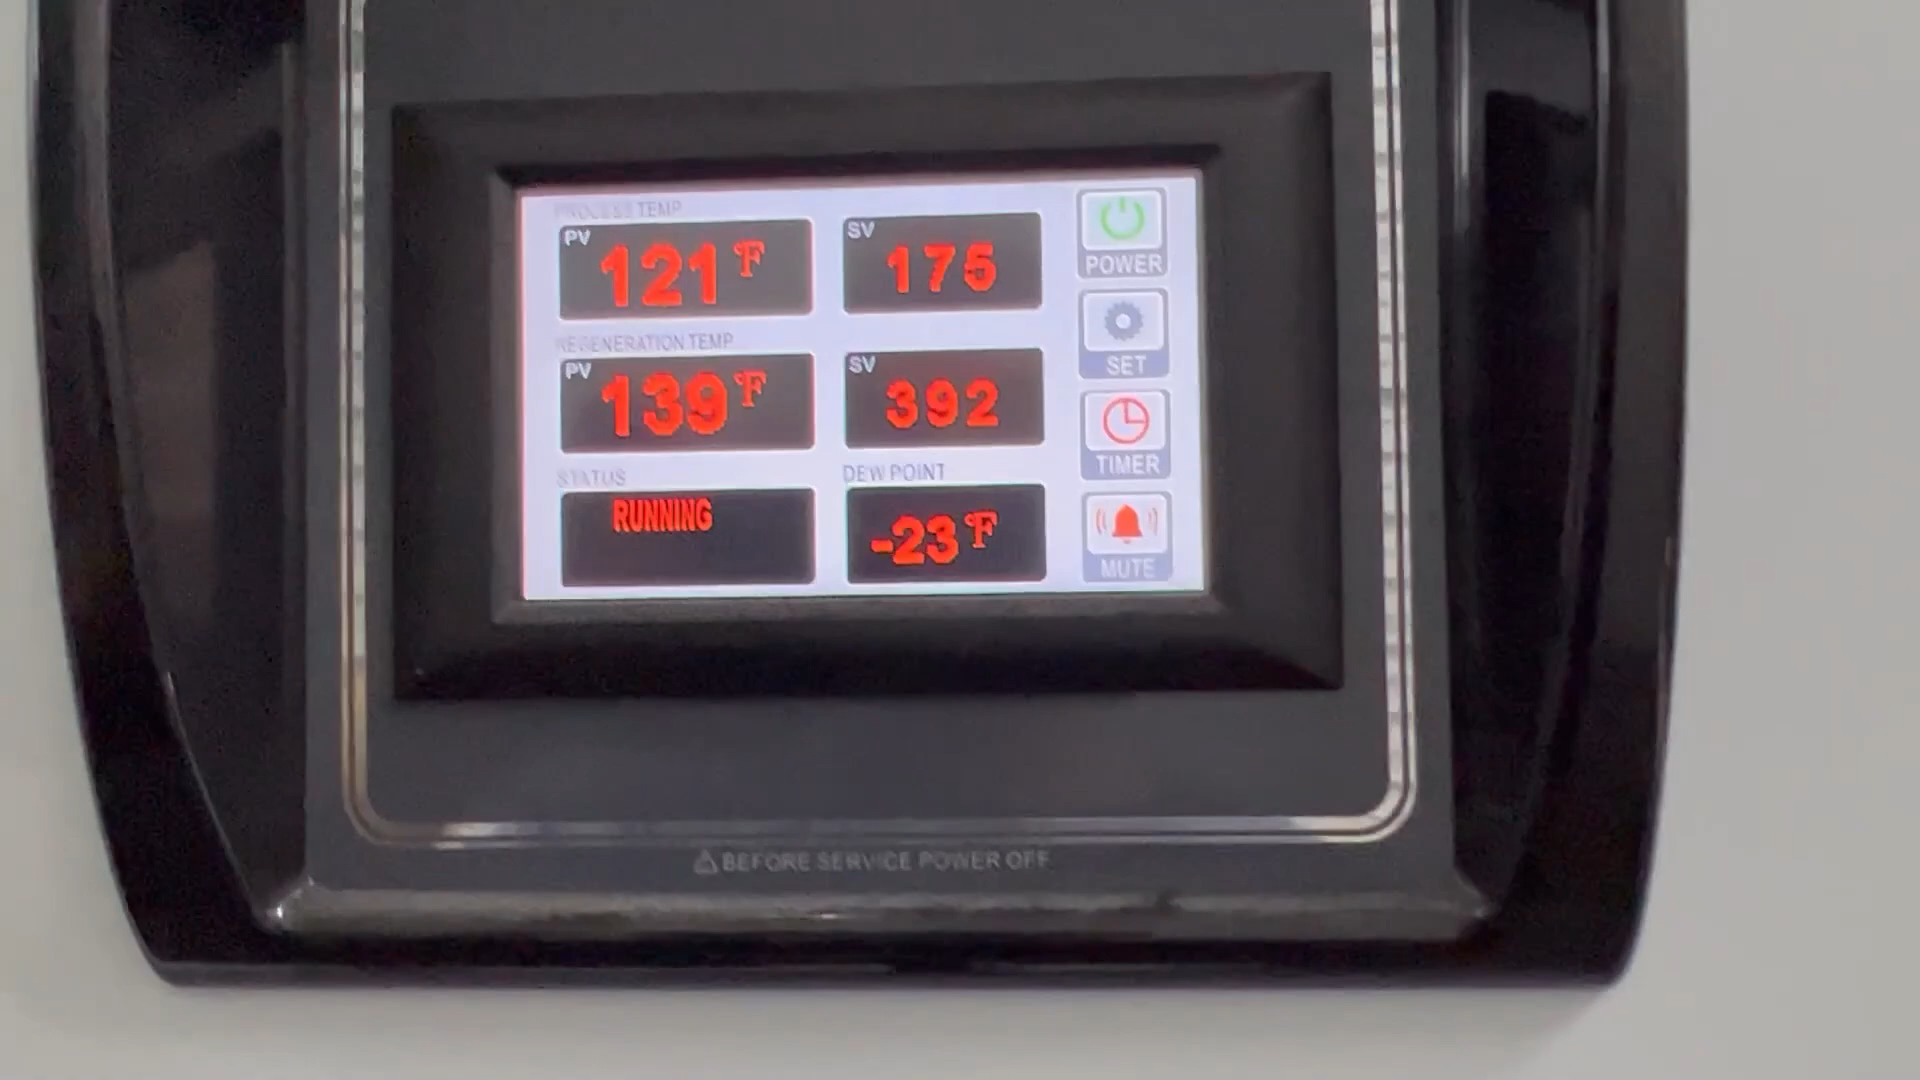 PROCESS TEMP
PV 121℉ SV 175
POWER
SET
REGENERATION TEMP
PV 139℉ SV 392
TIMER
STATUS DEW POINT
RUNNING -23℉
MUTE
⚠BEFORE SERVICE POWER OFF